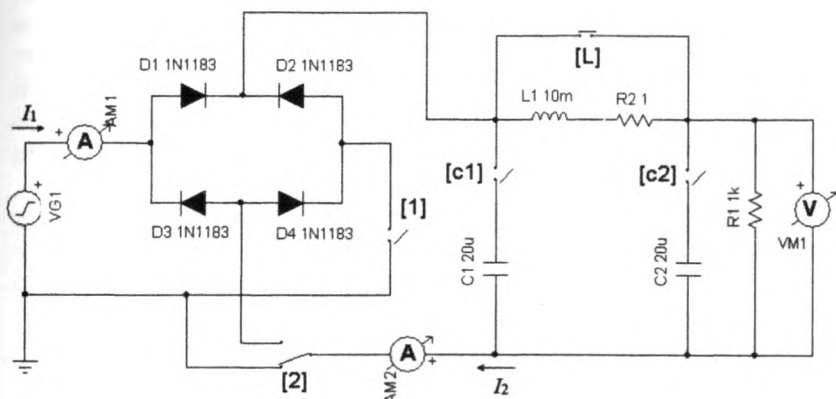 [L]
D1 1N1183
D2 1N1183
L1 10m
R2 1
I1
+
AM1
A
[c1]
[c2]
+
VG1
[1]
R1 1k
+
V
VM1
D3 1N1183
D4 1N1183
C1 20u
C2 20u
[2]
A
+
AM2
I2